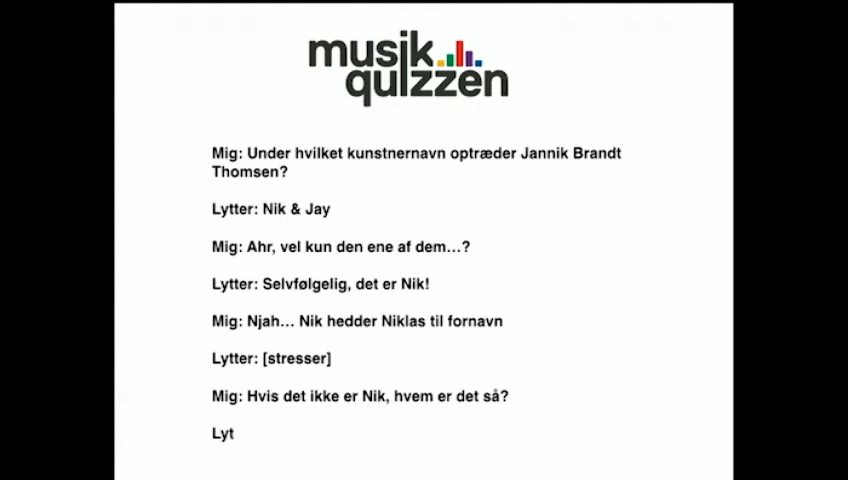 musik
quizzen
Mig: Under hvilket kunstnernavn optræder Jannik Brandt
Thomsen?
Lytter: Nik & Jay
Mig: Ahr, vel kun den ene af dem…?
Lytter: Selvfølgelig, det er Nik!
Mig: Njah… Nik hedder Niklas til fornavn
Lytter: [stresser]
Mig: Hvis det ikke er Nik, hvem er det så?
Lyt